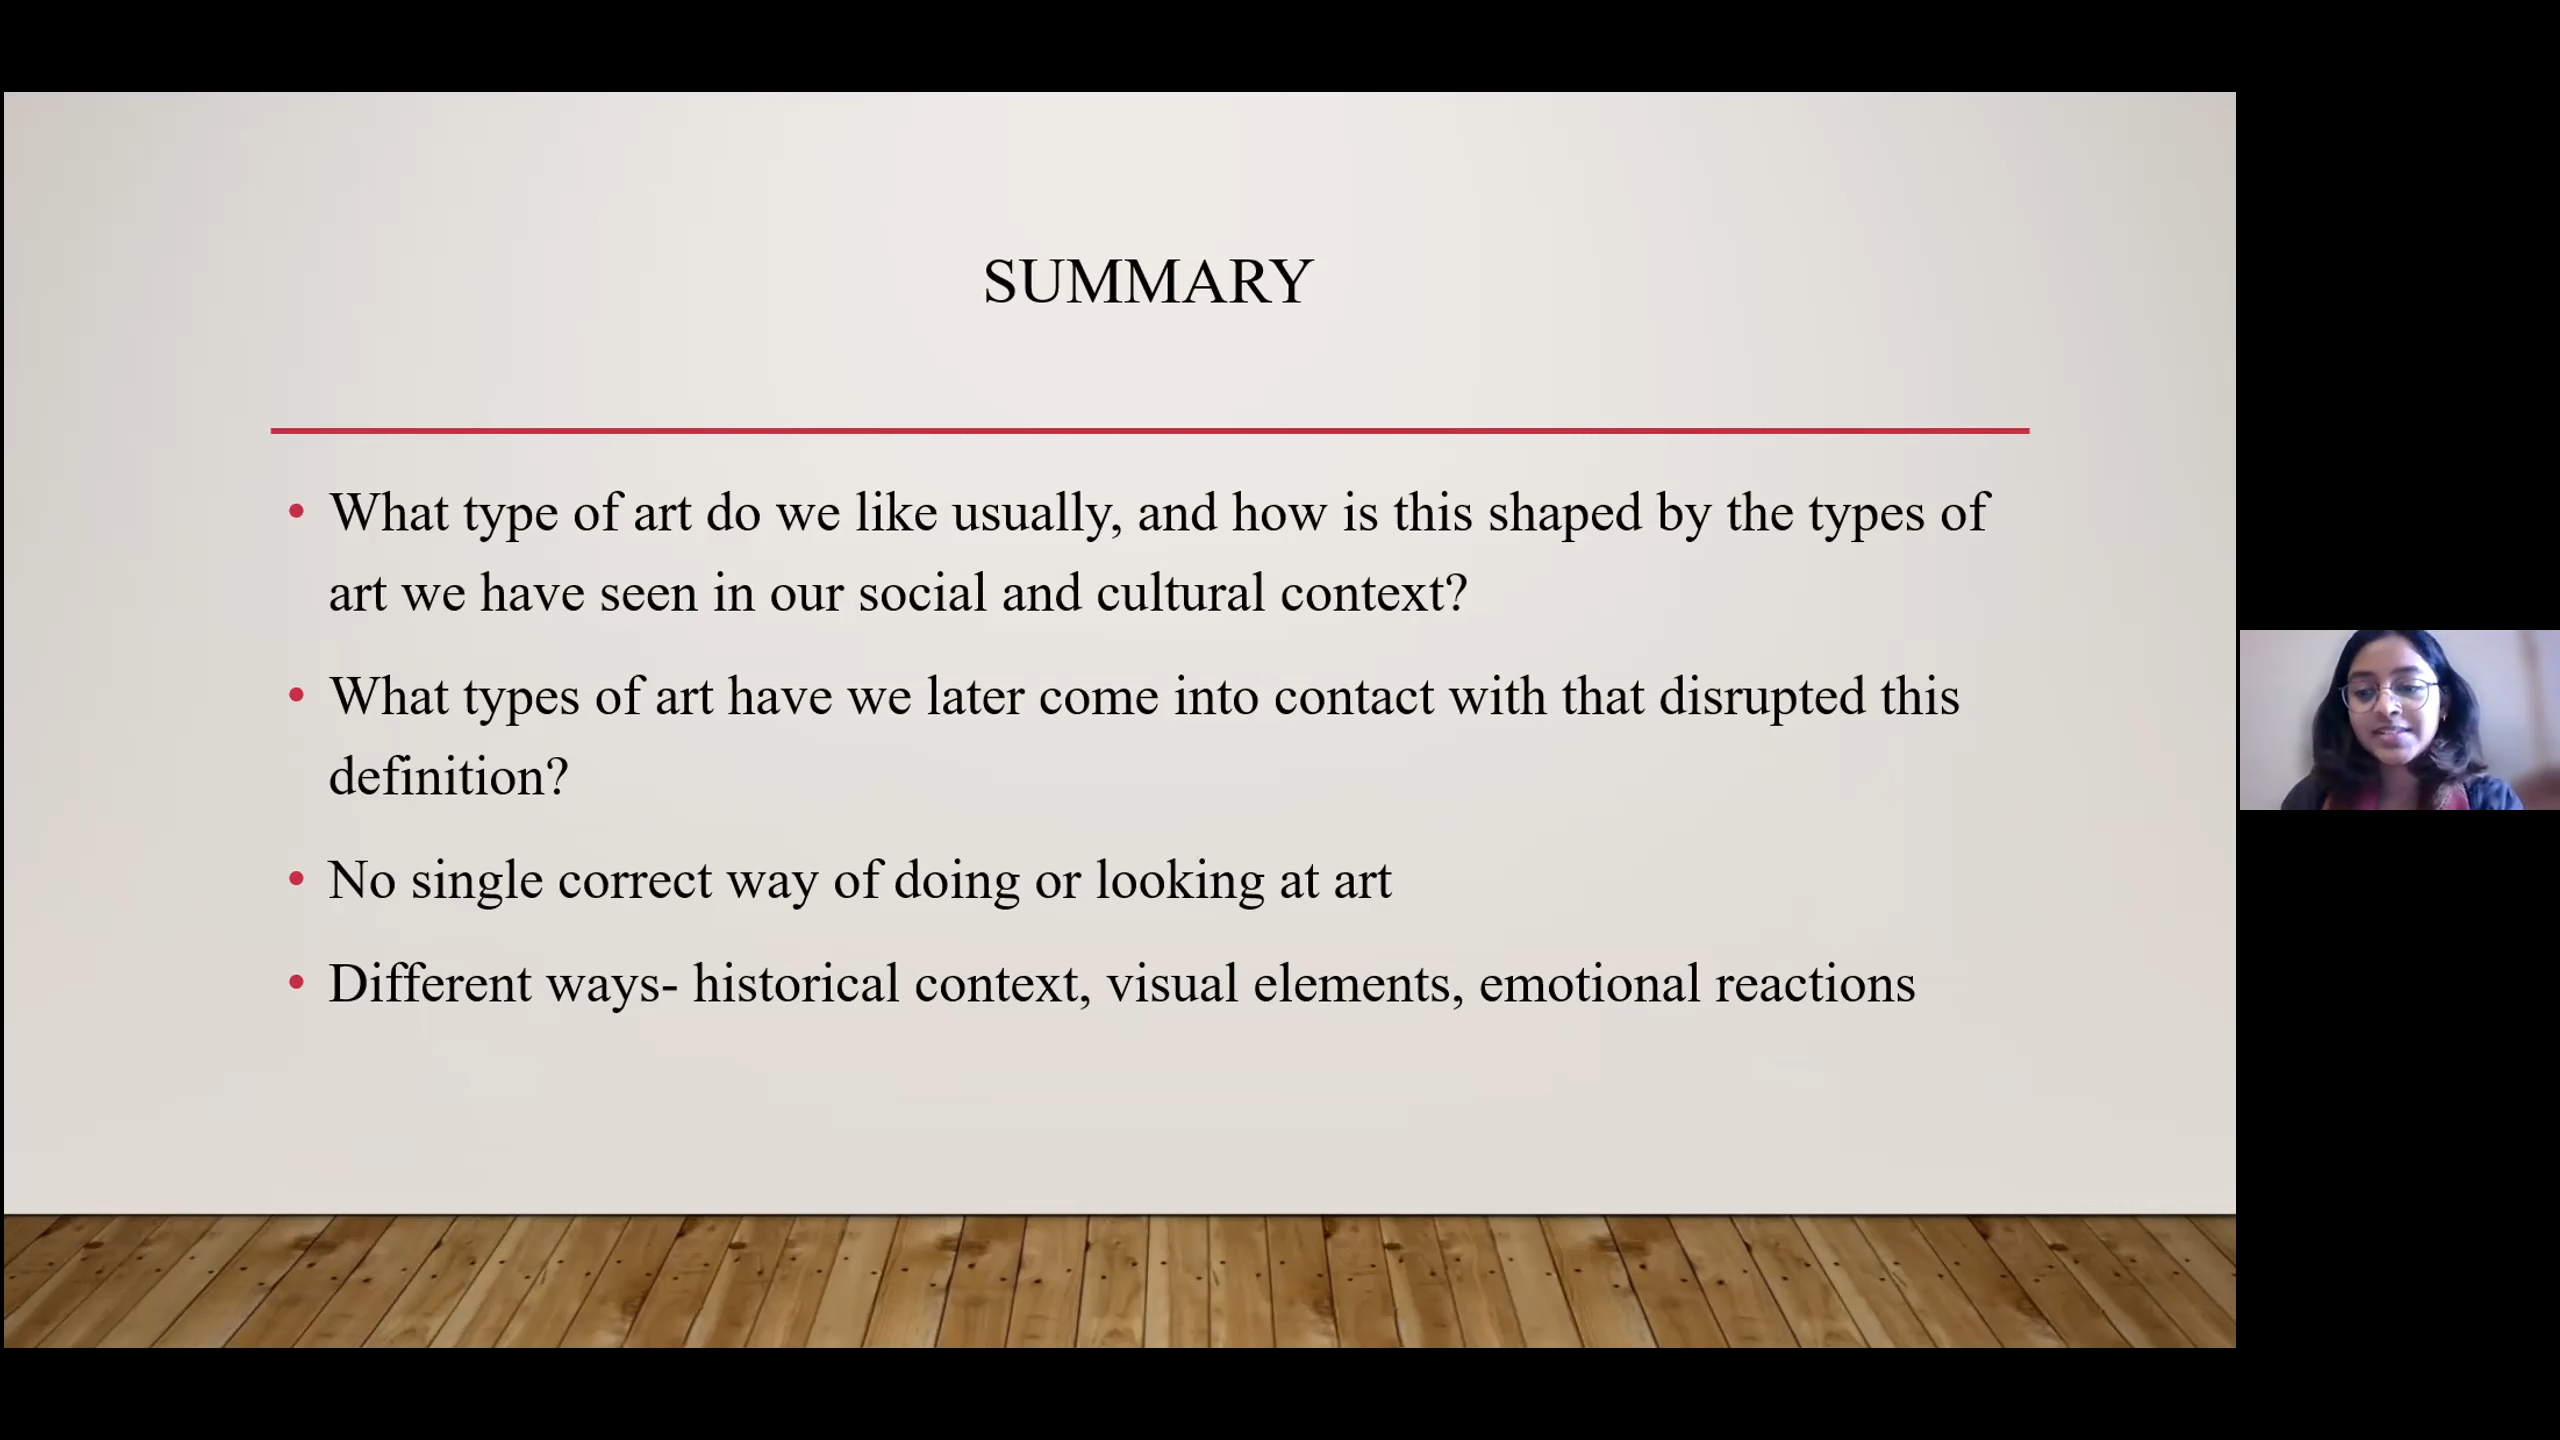 SUMMARY
• What type of art do we like usually, and how is this shaped by the types of
art we have seen in our social and cultural context?
• What types of art have we later come into contact with that disrupted this
definition?
• No single correct way of doing or looking at art
• Different ways- historical context, visual elements, emotional reactions